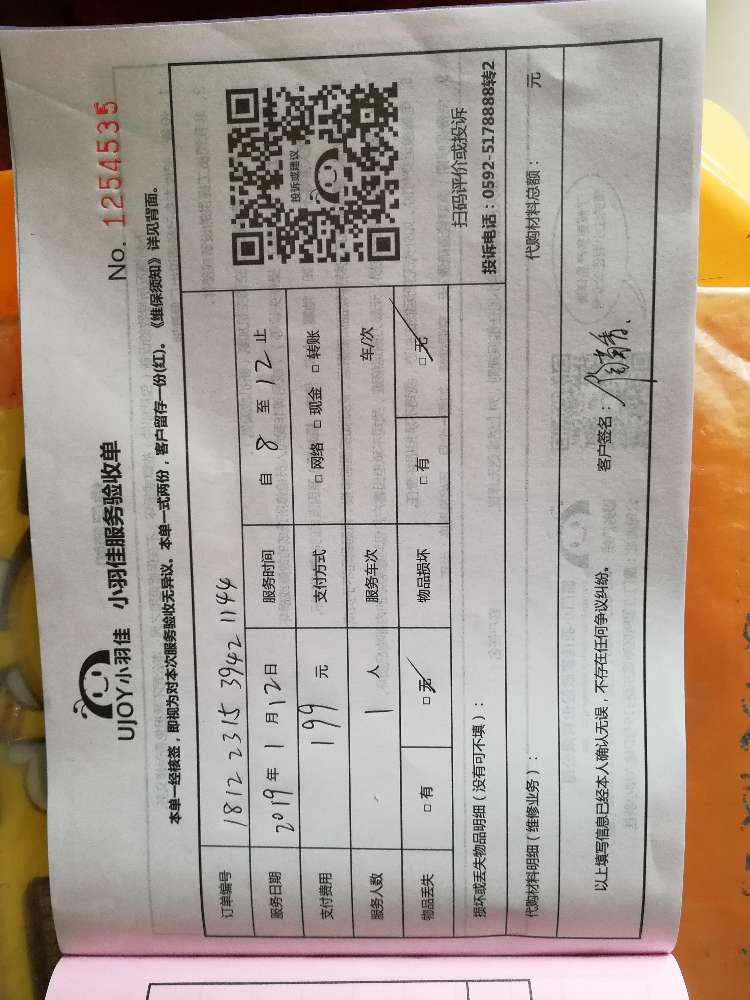 UJOY小羽佳 小羽佳服务验收单
No. 1254535
本单一经核签，即视为对本次服务验收无异议。本单一式两份，客户留存一份(红)。《维保须知》详见背面。
订单编号 1812 2315 3942 1144
服务日期 2019 年 1 月 12 日 服务时间 自 8 至 12 止
支付费用 199 元 支付方式 □ 网络 □ 现金 □ 转账
服务人数 1 人 服务车次 车/次
物品丢失 □ 有 □ 无 物品损坏 □ 有 □ 无
投诉或建议
扫码评价或投诉
投诉电话：0592-5178888转2
损坏或丢失物品明细（没有可不填）：
代购材料明细（维修业务）： 代购材料总额： 元
以上填写信息已经本人确认无误，不存在任何争议纠纷。 客户签名：